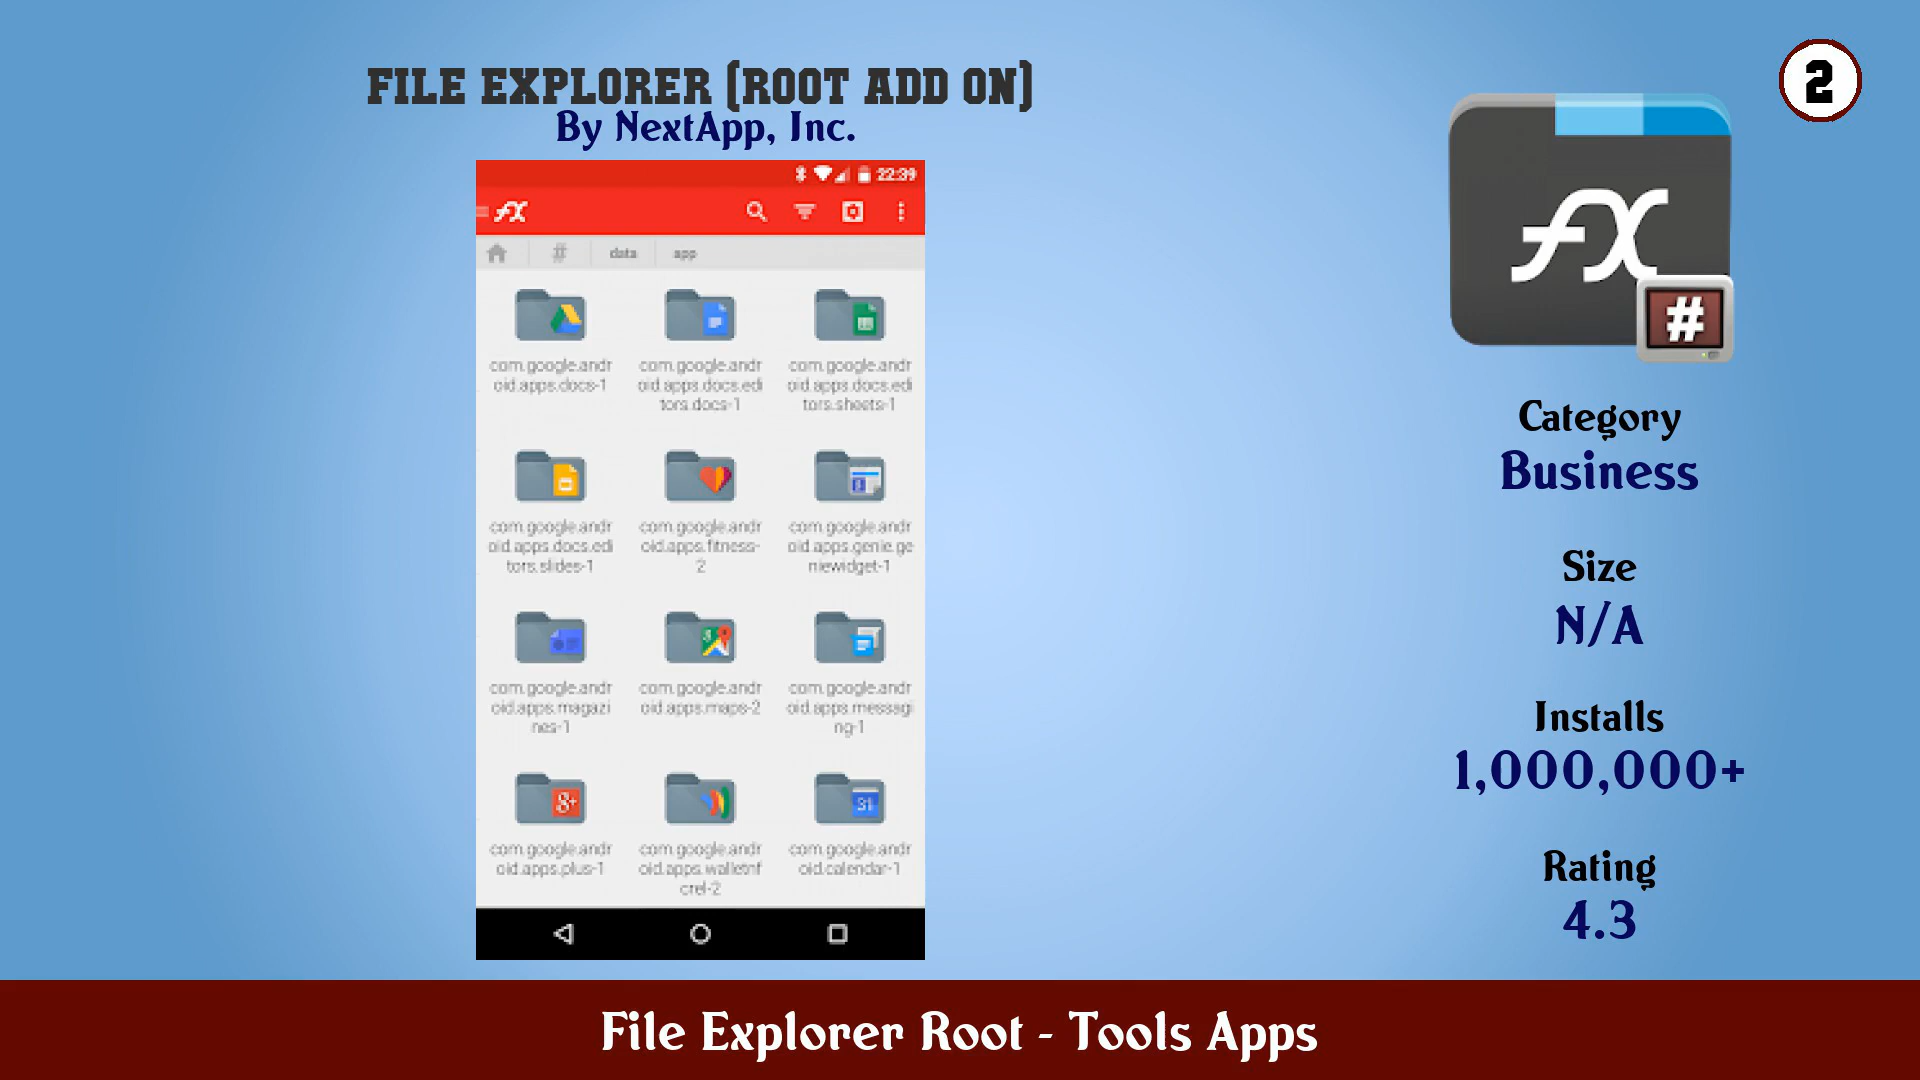 FILE EXPLORER (ROOT ADD ON)
By NextApp, Inc.
2
22:39
FX
# data app
com.google.andr
oid.apps.docs-1
com.google.andr
oid.apps.docs.edi
tors.docs-1
com.google.andr
oid.apps.docs.edi
tors.sheets-1
com.google.andr
oid.apps.docs.edi
tors.slides-1
com.google.andr
oid.apps.fitness-
2
com.google.andr
oid.apps.genie.ge
niewidget-1
com.google.andr
oid.apps.magazi
nes-1
com.google.andr
oid.apps.maps-2
com.google.andr
oid.apps.messagi
ng-1
8+
31
com.google.andr
oid.apps.plus-1
com.google.andr
oid.apps.walletnf
crel-2
com.google.andr
oid.calendar-1
FX
#
Category
Business
Size
N/A
Installs
1,000,000+
Rating
4.3
File Explorer Root - Tools Apps